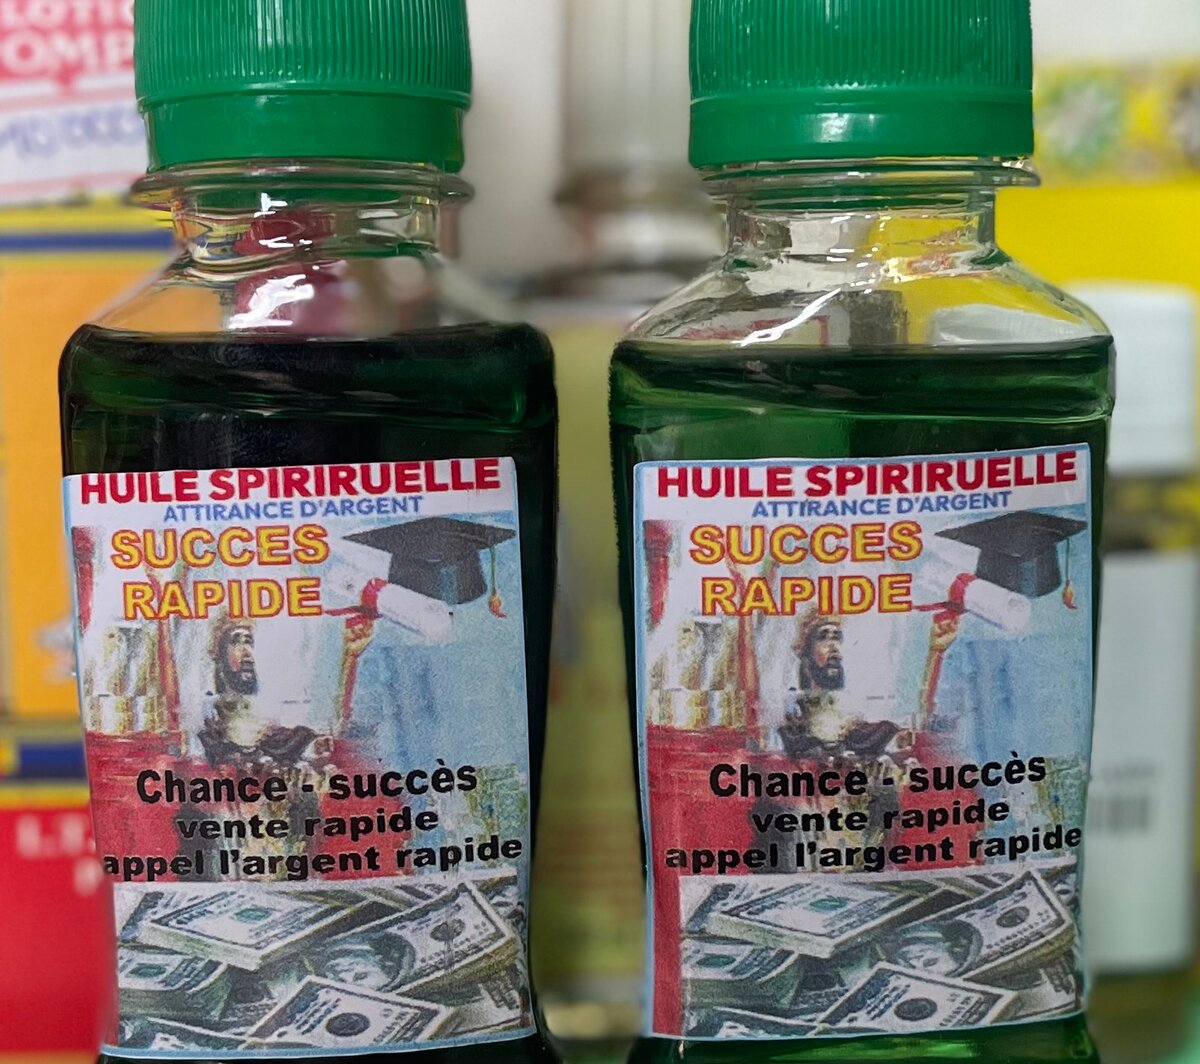 LOTIO
HUILE SPIRIRUELLE
ATTIRANCE D'ARGENT
SUCCES
RAPIDE
Chance - succès
vente rapide
appel l'argent rapide
HUILE SPIRIRUELLE
ATTIRANCE D'ARGENT
SUCCES
RAPIDE
Chance - succès
vente rapide
appel l'argent rapide